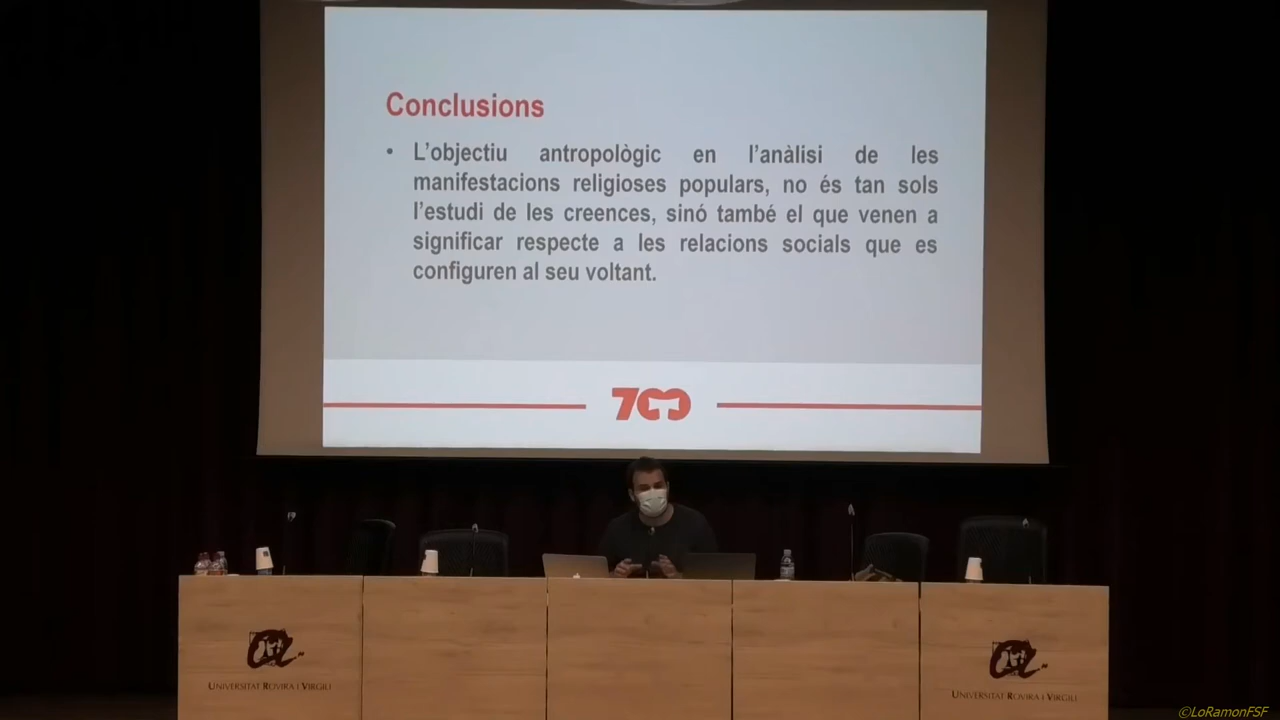 Conclusions
• L'objectiu antropològic en l'anàlisi de les
manifestacions religioses populars, no és tan sols
l'estudi de les creences, sinó també el que venen a
significar respecte a les relacions socials que es
configuren al seu voltant.
700
UNIVERSITAT ROVIRA I VIRGILI
UNIVERSITAT ROVIRA I VIRGILI
©LoRamonFSF